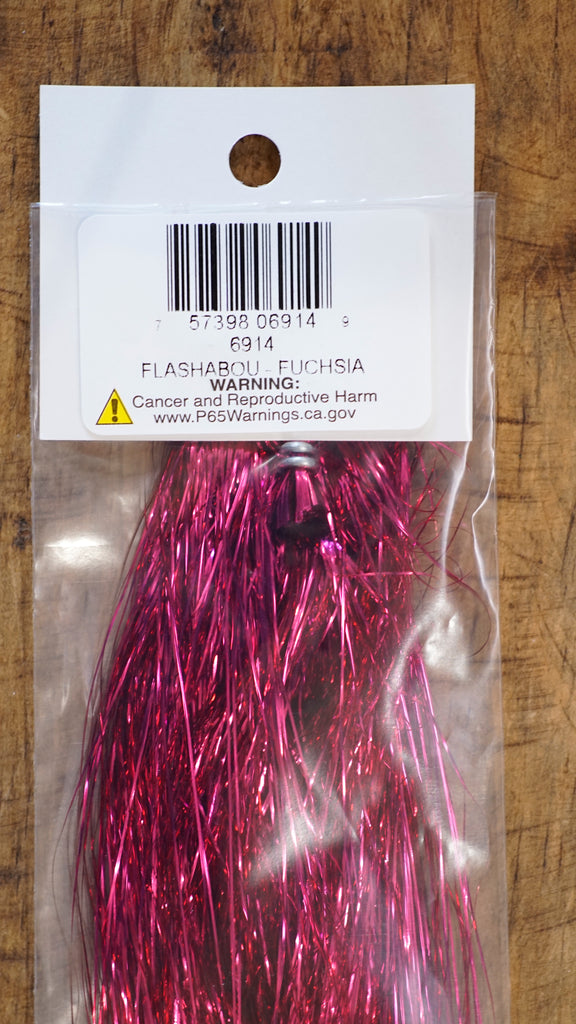 7 57398 06914 9
6914
FLASHABOU - FUCHSIA
WARNING:
Cancer and Reproductive Harm
www.P65Warnings.ca.gov